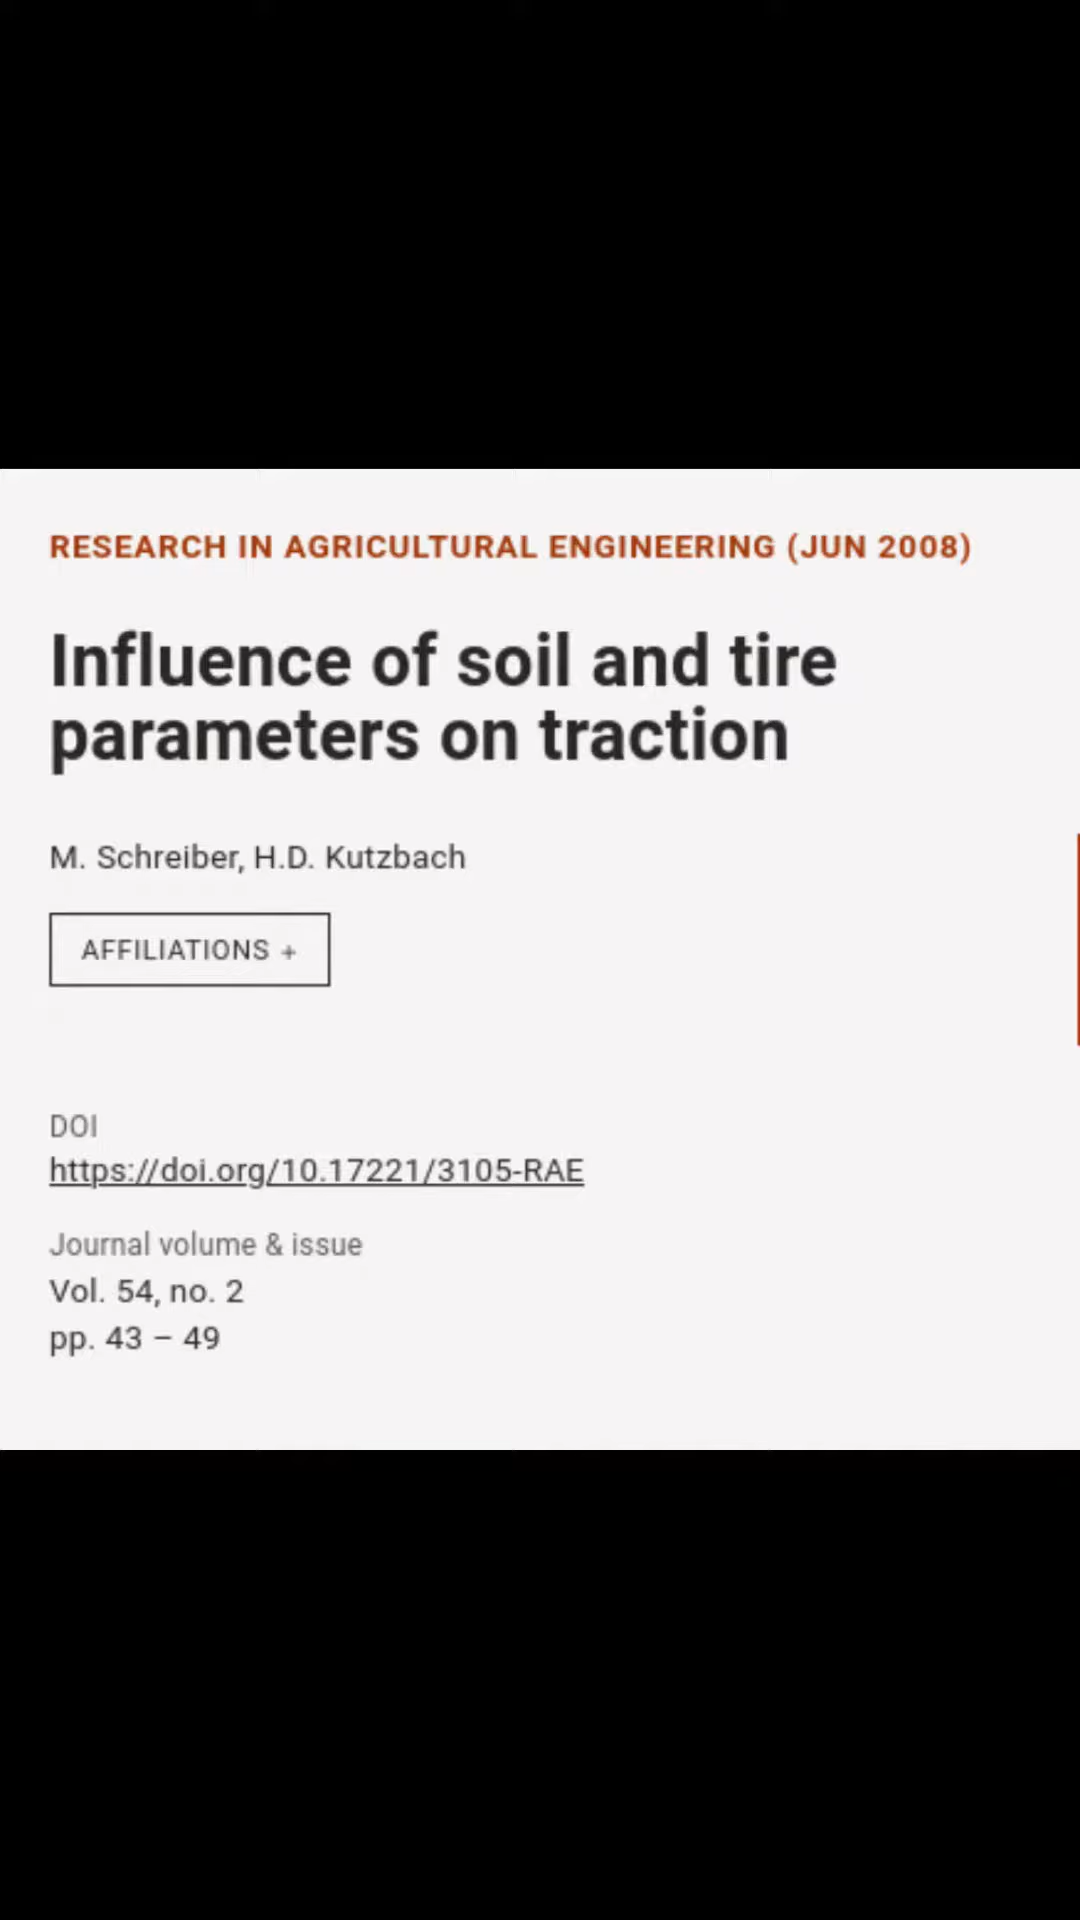 RESEARCH IN AGRICULTURAL ENGINEERING (JUN 2008)
Influence of soil and tire
parameters on traction
M. Schreiber, H.D. Kutzbach
AFFILIATIONS +
DOI
https://doi.org/10.17221/3105-RAE
Journal volume & issue
Vol. 54, no. 2
pp. 43 – 49